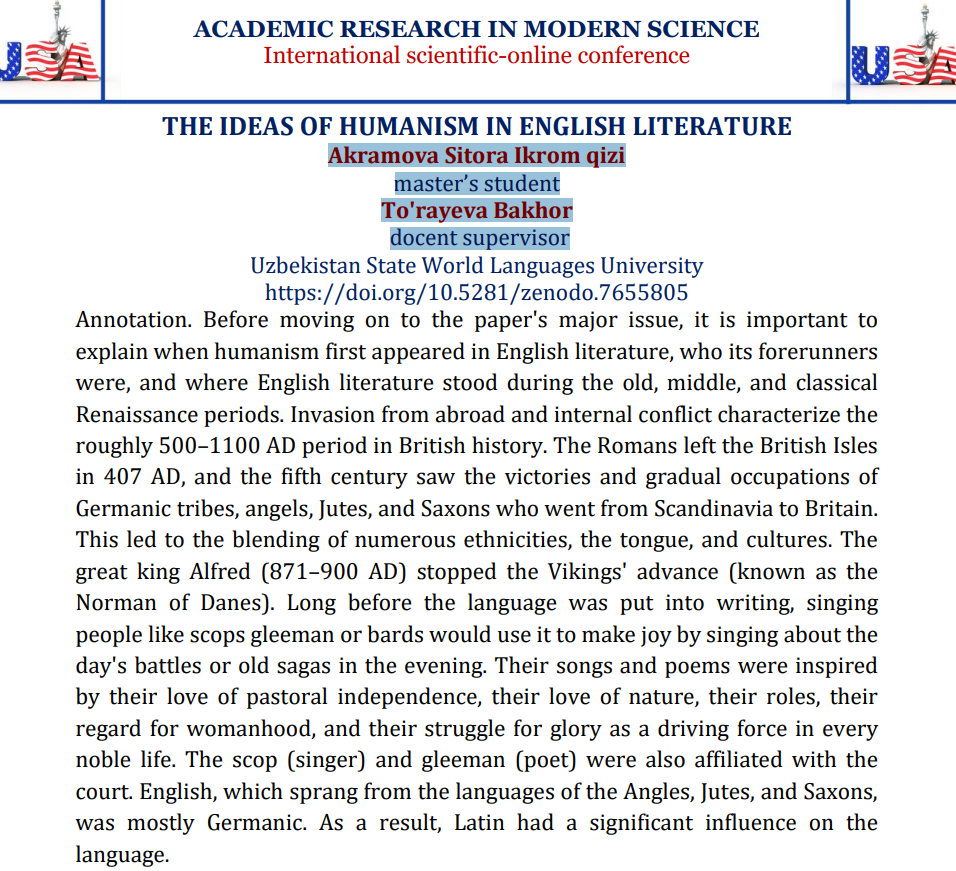 ACADEMIC RESEARCH IN MODERN SCIENCE
International scientific-online conference
USA
USA
THE IDEAS OF HUMANISM IN ENGLISH LITERATURE
Akramova Sitora Ikrom qizi
master’s student
To'rayeva Bakhor
docent supervisor
Uzbekistan State World Languages University
https://doi.org/10.5281/zenodo.7655805
Annotation. Before moving on to the paper's major issue, it is important to
explain when humanism first appeared in English literature, who its forerunners
were, and where English literature stood during the old, middle, and classical
Renaissance periods. Invasion from abroad and internal conflict characterize the
roughly 500–1100 AD period in British history. The Romans left the British Isles
in 407 AD, and the fifth century saw the victories and gradual occupations of
Germanic tribes, angels, Jutes, and Saxons who went from Scandinavia to Britain.
This led to the blending of numerous ethnicities, the tongue, and cultures. The
great king Alfred (871–900 AD) stopped the Vikings' advance (known as the
Norman of Danes). Long before the language was put into writing, singing
people like scops gleeman or bards would use it to make joy by singing about the
day's battles or old sagas in the evening. Their songs and poems were inspired
by their love of pastoral independence, their love of nature, their roles, their
regard for womanhood, and their struggle for glory as a driving force in every
noble life. The scop (singer) and gleeman (poet) were also affiliated with the
court. English, which sprang from the languages of the Angles, Jutes, and Saxons,
was mostly Germanic. As a result, Latin had a significant influence on the
language.